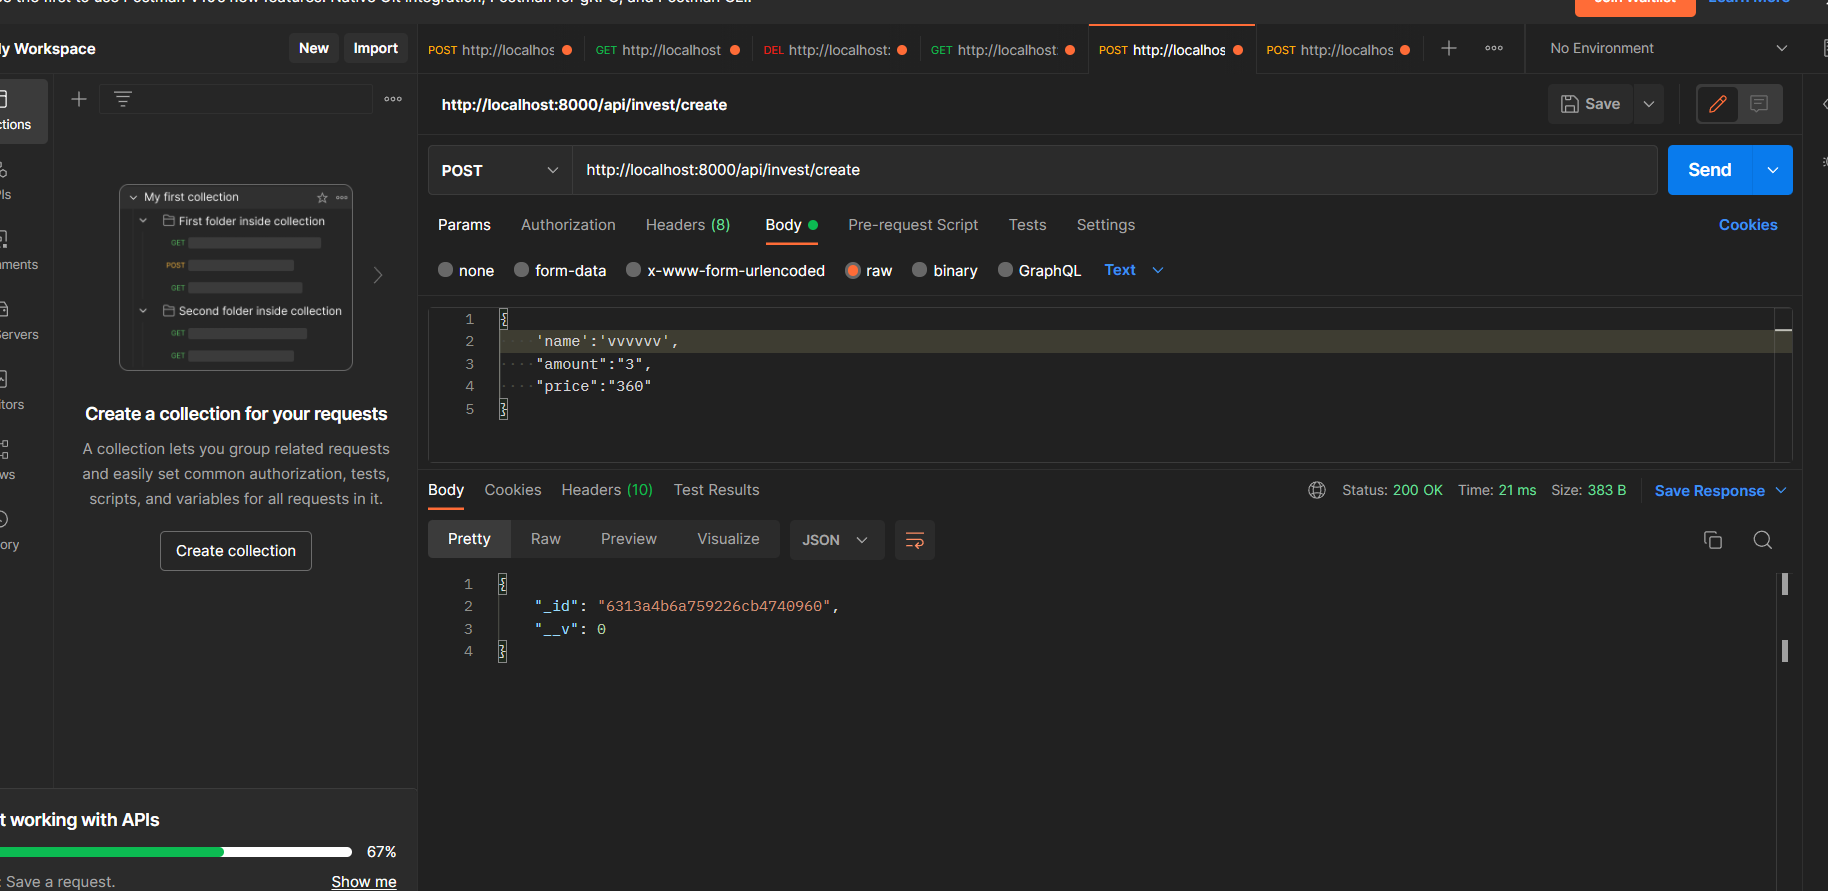 New Import
POST http://localhos GET http://localhost DEL http://localhost: GET http://localhost: POST http://localhos POST http://localhos
No Environment
Workspace
http://localhost:8000/api/invest/create
Save
POST http://localhost:8000/api/invest/create Send
Params Authorization Headers (8) Body Pre-request Script Tests Settings Cookies
none form-data x-www-form-urlencoded raw binary GraphQL Text
1 {
2 'name':'vvvvvv',
3 "amount":"3",
4 "price":"360"
5 }
Body Cookies Headers (10) Test Results Status: 200 OK Time: 21 ms Size: 383 B Save Response
Pretty Raw Preview Visualize JSON
1 {
2 "_id": "6313a4b6a759226cb4740960",
3 "__v": 0
4 }
My first collection
First folder inside collection
GET
POST
GET
Second folder inside collection
GET
GET
Create a collection for your requests
A collection lets you group related requests
and easily set common authorization, tests,
scripts, and variables for all requests in it.
Create collection
t working with APIs
67%
: Save a request. Show me